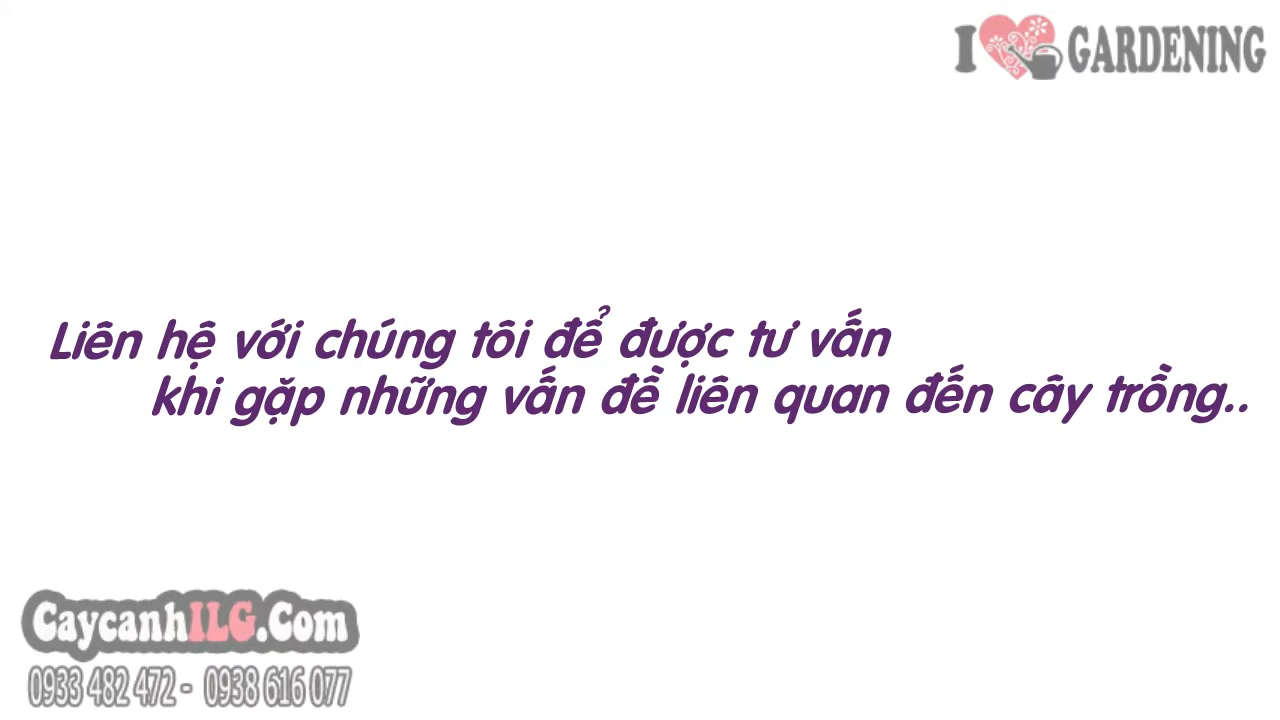 I GARDENING
Liên hệ với chúng tôi để được tư vấn
khi gặp những vấn đề liên quan đến cây trồng..
CaycanhILG.Com
0933 482 472 - 0938 616 077